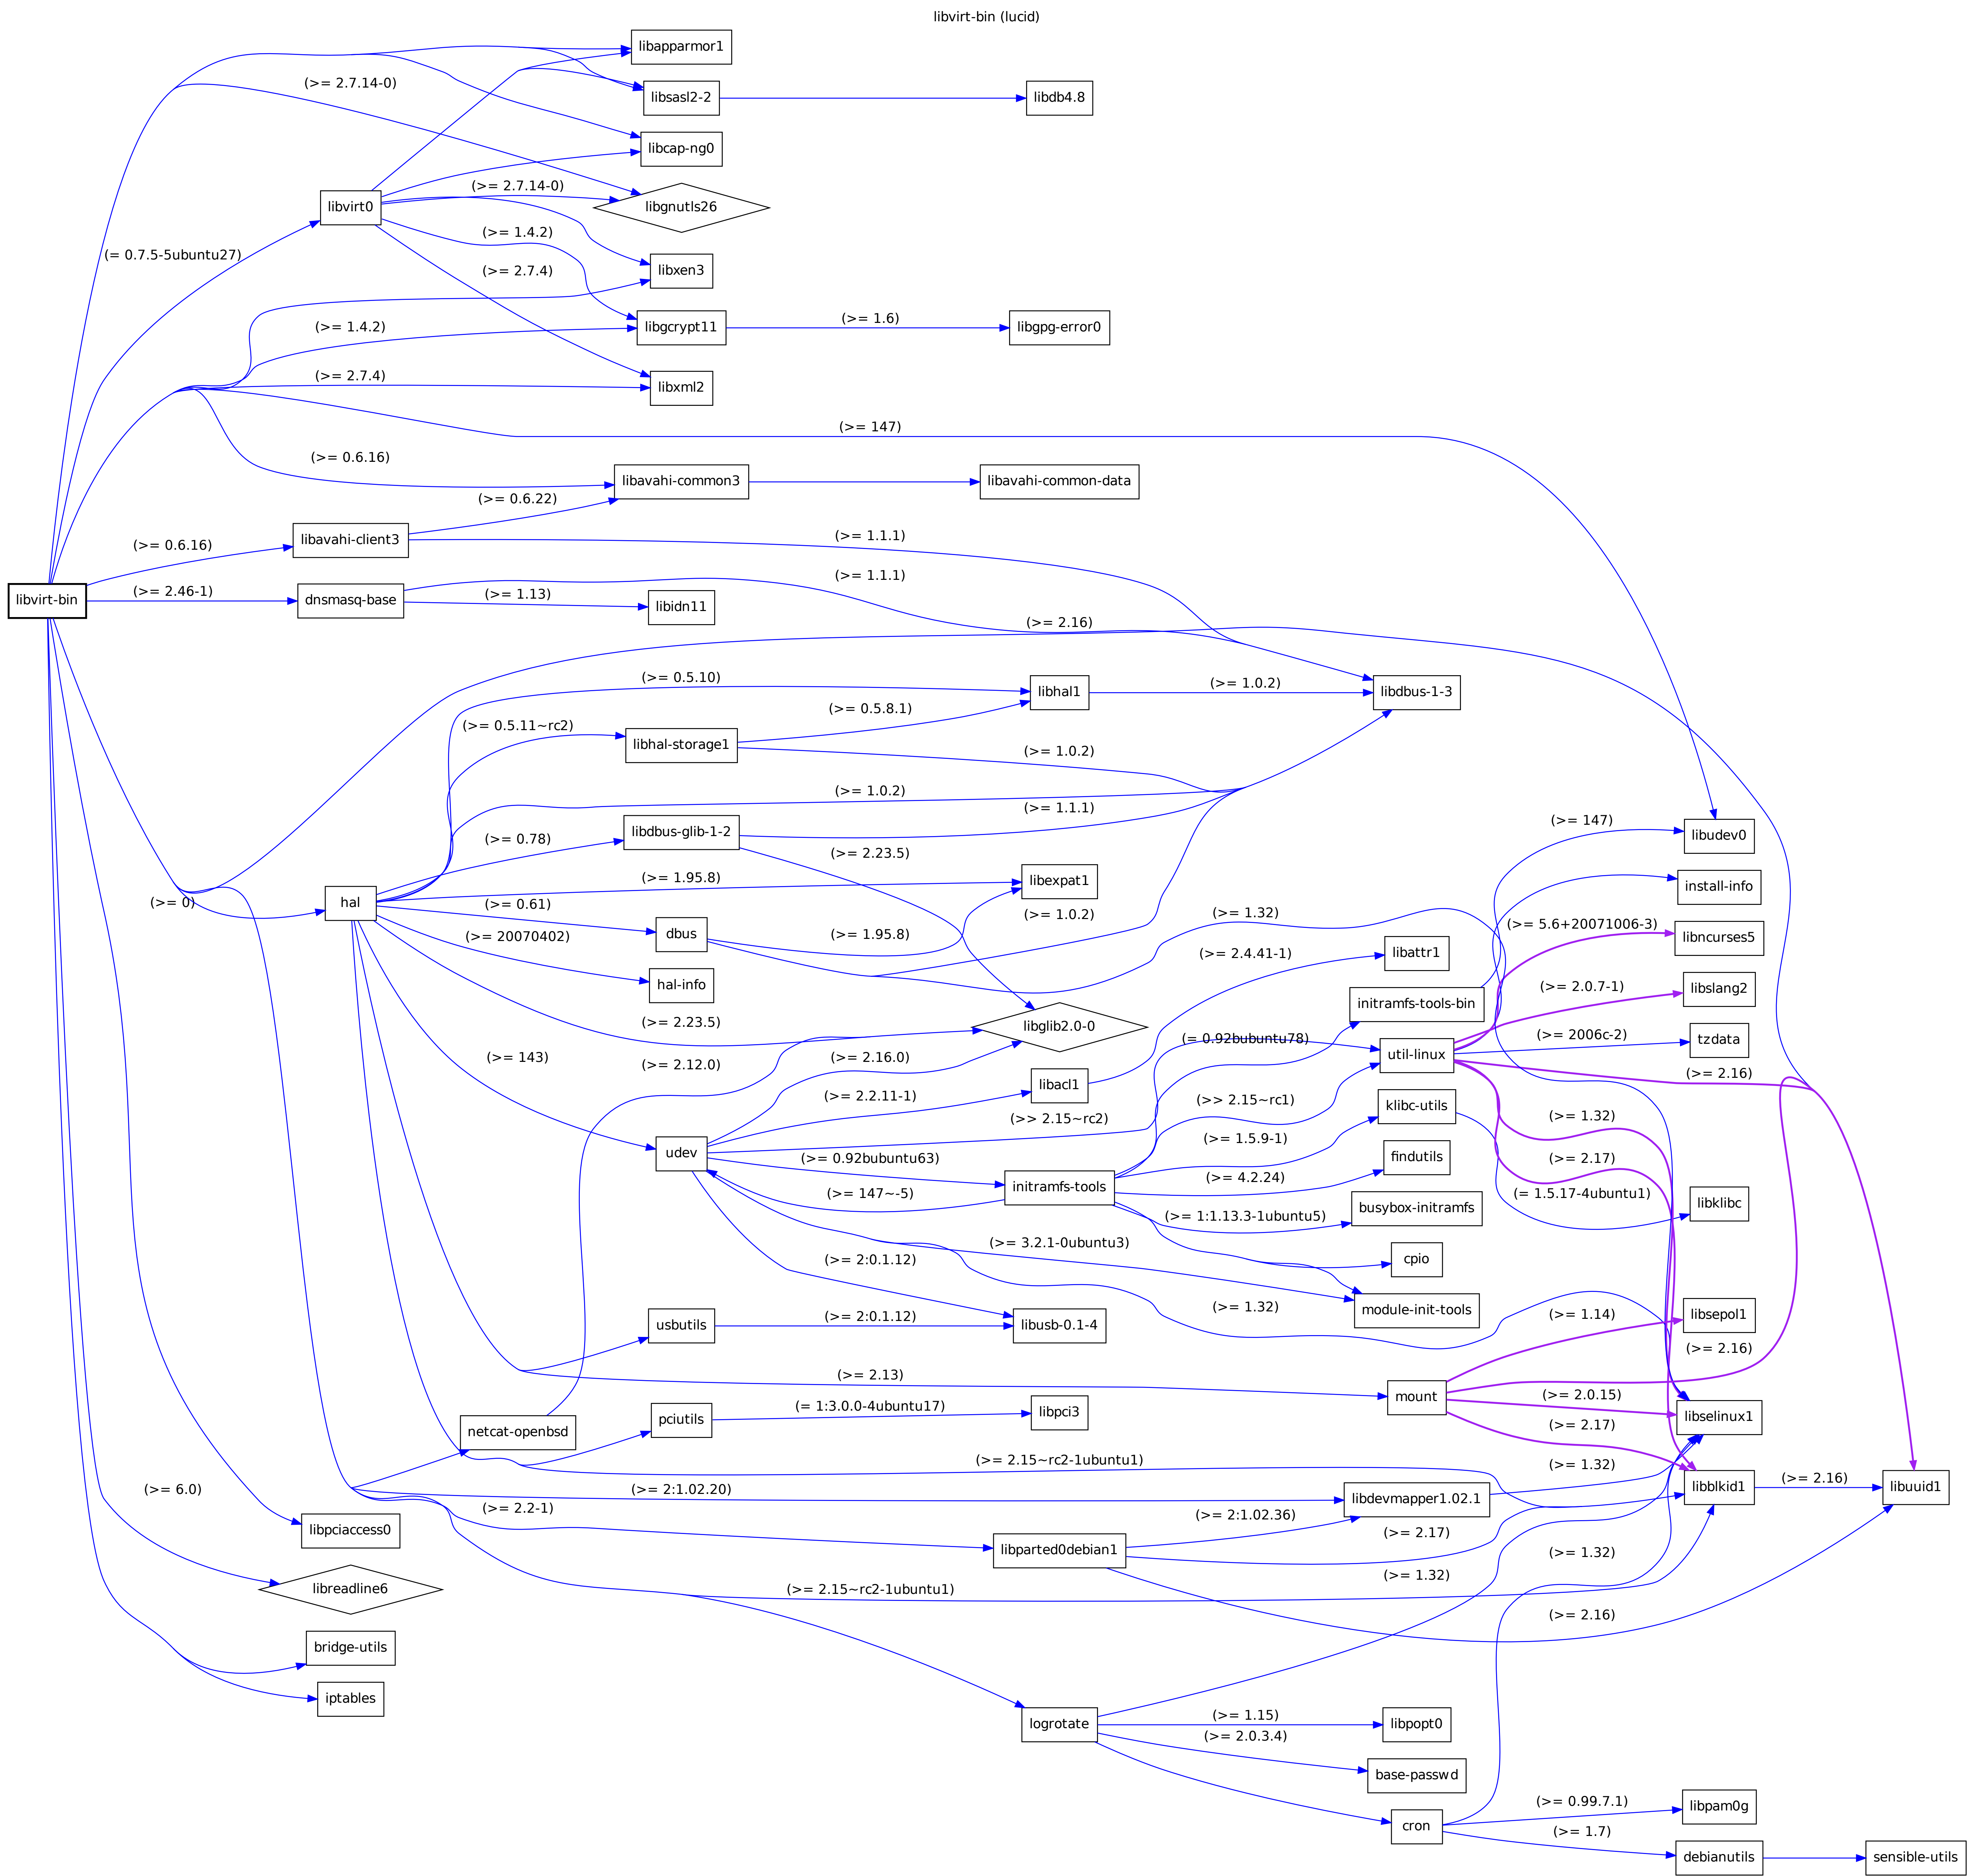 libvirt-bin (lucid)
libapparmor1
(>= 2.7.14-0)
libsasl2-2
libdb4.8
libcap-ng0
(>= 2.7.14-0)
libvirt0
libgnutls26
(>= 1.4.2)
(= 0.7.5-5ubuntu27)
(>= 2.7.4)
libxen3
(>= 1.4.2)
libgcrypt11
(>= 1.6)
libgpg-error0
(>= 2.7.4)
libxml2
(>= 147)
(>= 0.6.16)
libavahi-common3
libavahi-common-data
(>= 0.6.22)
(>= 0.6.16)
libavahi-client3
(>= 1.1.1)
(>= 1.1.1)
libvirt-bin
(>= 2.46-1)
dnsmasq-base
(>= 1.13)
libidn11
(>= 2.16)
(>= 0.5.10)
libhal1
(>= 1.0.2)
libdbus-1-3
(>= 0.5.11~rc2)
(>= 0.5.8.1)
libhal-storage1
(>= 1.0.2)
(>= 1.0.2)
(>= 1.1.1)
(>= 147)
libudev0
(>= 0.78)
libdbus-glib-1-2
(>= 2.23.5)
(>= 1.95.8)
libexpat1
install-info
(>= 0)
hal
(>= 0.61)
(>= 1.0.2)
(>= 1.32)
(>= 5.6+20071006-3)
libncurses5
(>= 20070402)
dbus
(>= 1.95.8)
(>= 2.4.41-1)
libattr1
hal-info
(>= 2.0.7-1)
libslang2
initramfs-tools-bin
(>= 2.23.5)
libglib2.0-0
(= 0.92bubuntu78)
(>= 2006c-2)
tzdata
(>= 143)
(>= 2.12.0)
(>= 2.16.0)
util-linux
(>= 2.16)
libacl1
(>= 2.2.11-1)
(>> 2.15~rc2)
(>> 2.15~rc1)
klibc-utils
(>= 1.32)
udev
(>= 0.92bubuntu63)
(>= 1.5.9-1)
findutils
(>= 2.17)
(>= 147~-5)
initramfs-tools
(>= 4.2.24)
(= 1.5.17-4ubuntu1)
libklibc
(>= 1:1.13.3-1ubuntu5)
busybox-initramfs
(>= 2:0.1.12)
(>= 3.2.1-0ubuntu3)
cpio
(>= 1.32)
module-init-tools
(>= 1.14)
libsepol1
usbutils
(>= 2:0.1.12)
libusb-0.1-4
(>= 2.16)
(>= 2.13)
mount
(>= 2.0.15)
libselinux1
netcat-openbsd
pciutils
(= 1:3.0.0-4ubuntu17)
libpci3
(>= 2.17)
(>= 2.15~rc2-1ubuntu1)
(>= 1.32)
(>= 6.0)
(>= 2:1.02.20)
libdevmapper1.02.1
libblkid1
(>= 2.16)
libuuid1
(>= 2.2-1)
(>= 2:1.02.36)
libpciaccess0
(>= 2.17)
libparted0debian1
(>= 1.32)
(>= 1.32)
libreadline6
(>= 2.15~rc2-1ubuntu1)
(>= 2.16)
bridge-utils
iptables
logrotate
(>= 1.15)
libpopt0
(>= 2.0.3.4)
base-passwd
(>= 0.99.7.1)
libpam0g
cron
(>= 1.7)
debianutils
sensible-utils